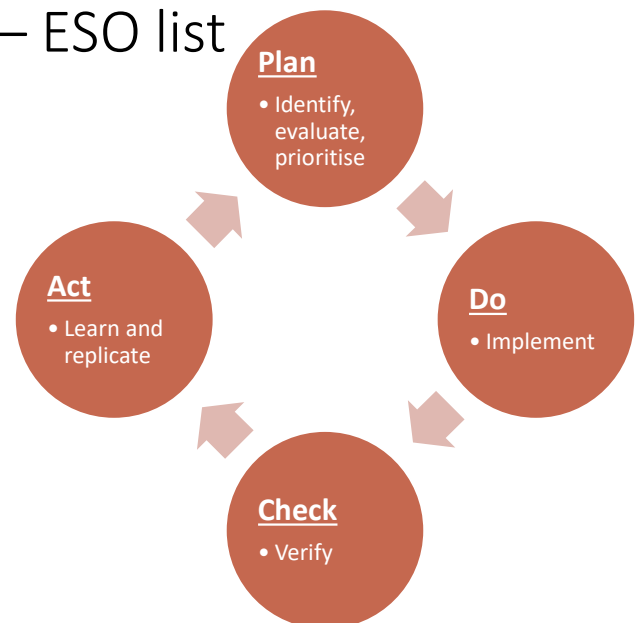 – ESO list
Plan
• Identify,
evaluate,
prioritise
Do
• Implement
Check
• Verify
Act
• Learn and
replicate